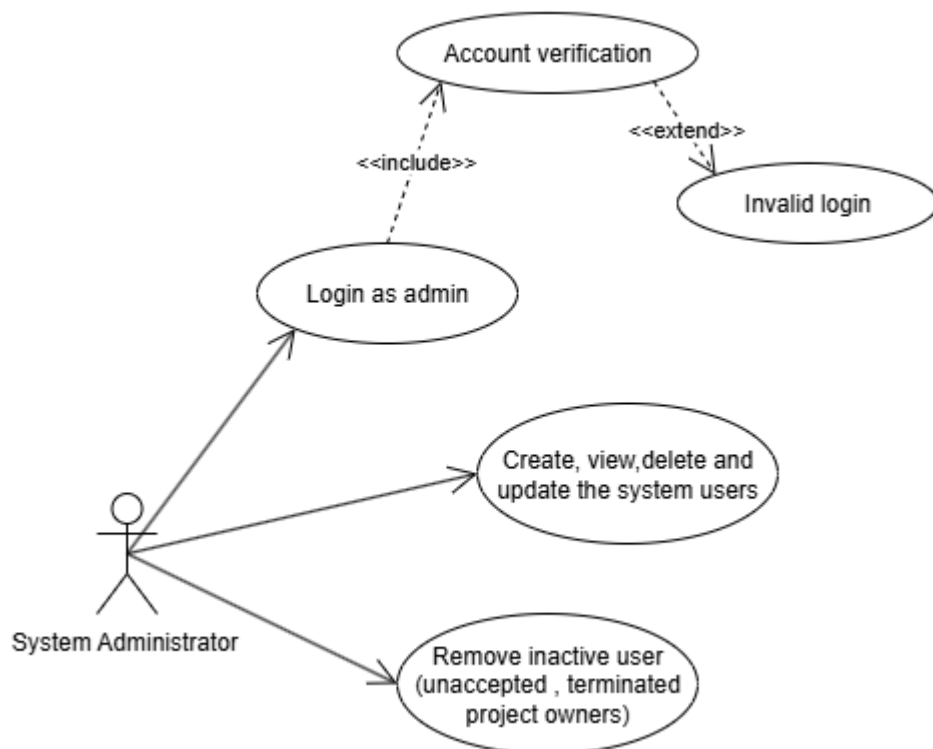 Account verification
<<extend>>
<<include>>
Invalid login
Login as admin
Create, view,delete and
update the system users
System Administrator
Remove inactive user
(unaccepted , terminated
project owners)